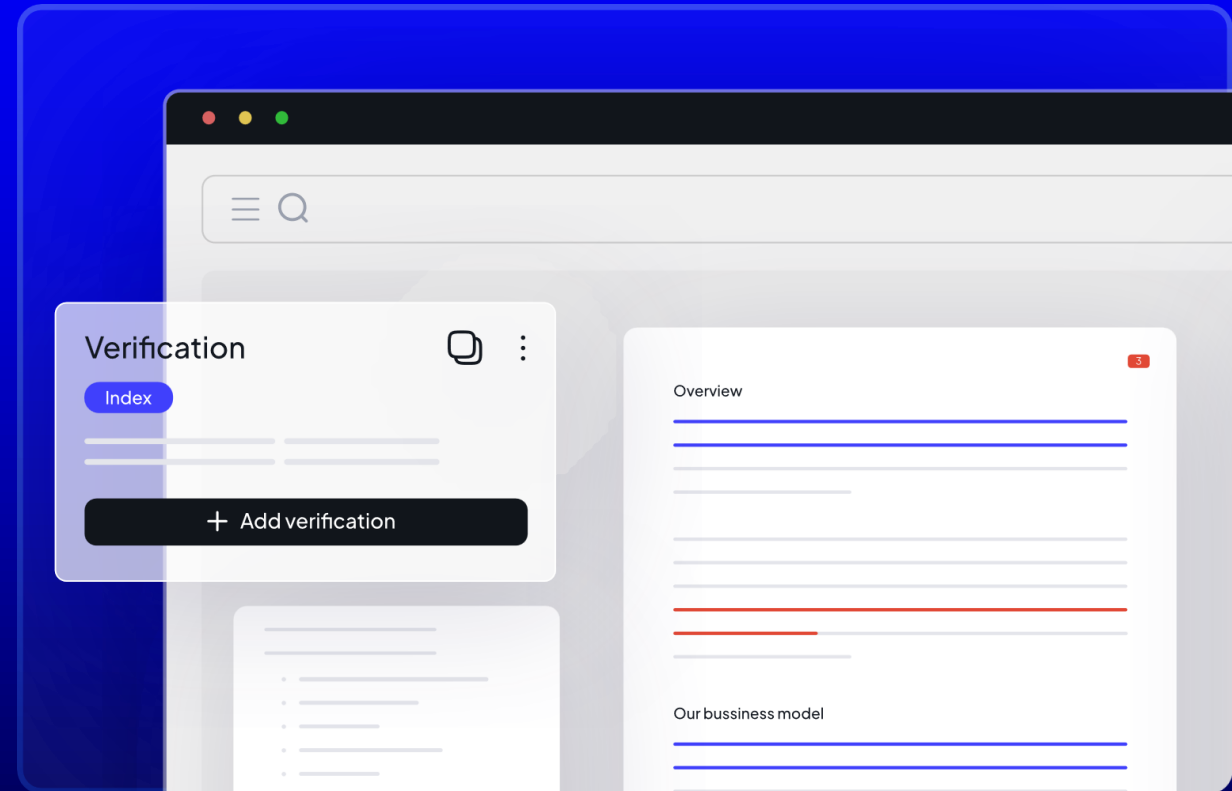 Verification
Index
+ Add verification
3
Overview
Our bussiness model